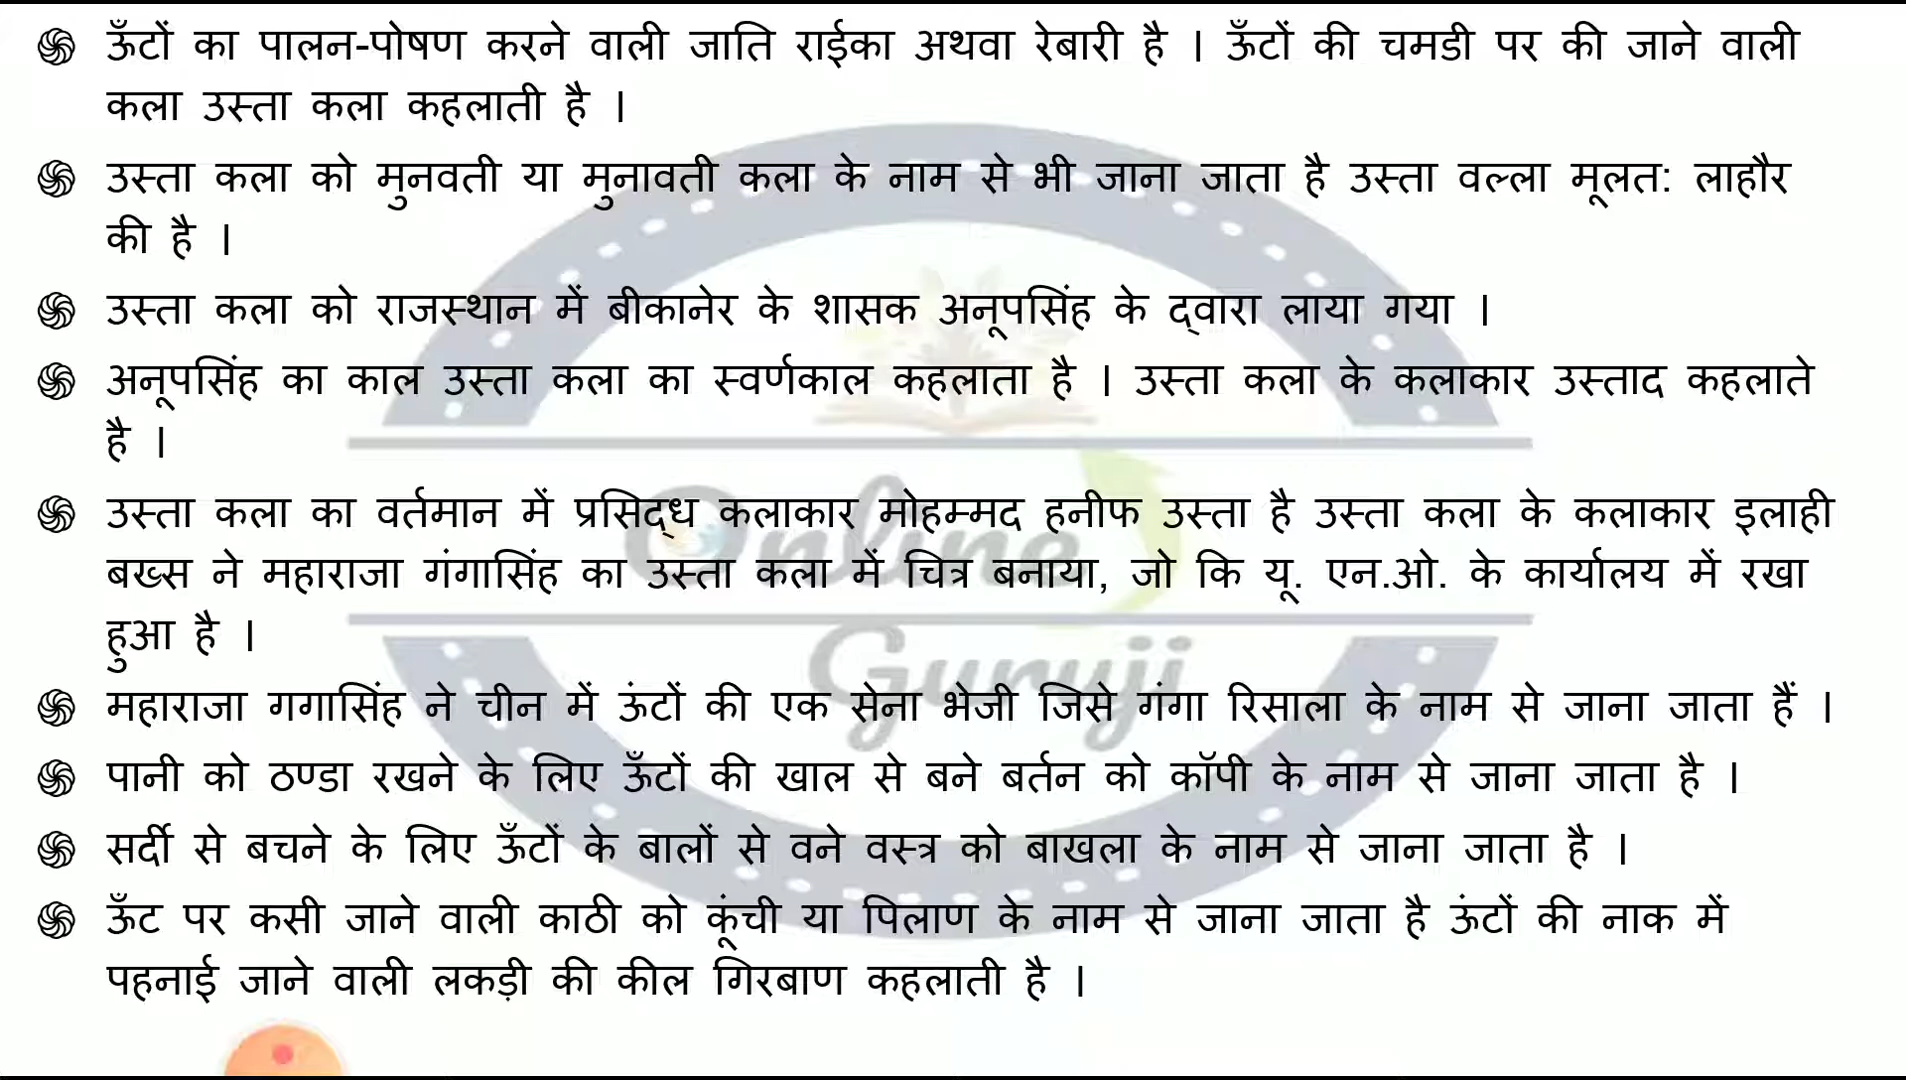 ऊँटों का पालन-पोषण करने वाली जाति राईका अथवा रेबारी है । ऊँटों की चमडी पर की जाने वाली
कला उस्ता कला कहलाती है ।
उस्ता कला को मुनवती या मुनावती कला के नाम से भी जाना जाता है उस्ता वल्ला मूलत: लाहौर
की है ।
उस्ता कला को राजस्थान में बीकानेर के शासक अनूपसिंह के द्वारा लाया गया ।
अनूपसिंह का काल उस्ता कला का स्वर्णकाल कहलाता है । उस्ता कला के कलाकार उस्ताद कहलाते
है ।
उस्ता कला का वर्तमान में प्रसिद्ध कलाकार मोहम्मद हनीफ उस्ता है उस्ता कला के कलाकार इलाही
बख्स ने महाराजा गंगासिंह का उस्ता कला में चित्र बनाया, जो कि यू. एन.ओ. के कार्यालय में रखा
हुआ है ।
महाराजा गगासिंह ने चीन में ऊंटों की एक सेना भेजी जिसे गंगा रिसाला के नाम से जाना जाता हैं ।
पानी को ठण्डा रखने के लिए ऊँटों की खाल से बने बर्तन को कॉपी के नाम से जाना जाता है ।
सर्दी से बचने के लिए ऊँटों के बालों से वने वस्त्र को बाखला के नाम से जाना जाता है ।
ऊँट पर कसी जाने वाली काठी को कूंची या पिलाण के नाम से जाना जाता है ऊंटों की नाक में
पहनाई जाने वाली लकड़ी की कील गिरबाण कहलाती है ।
Online
Guruji